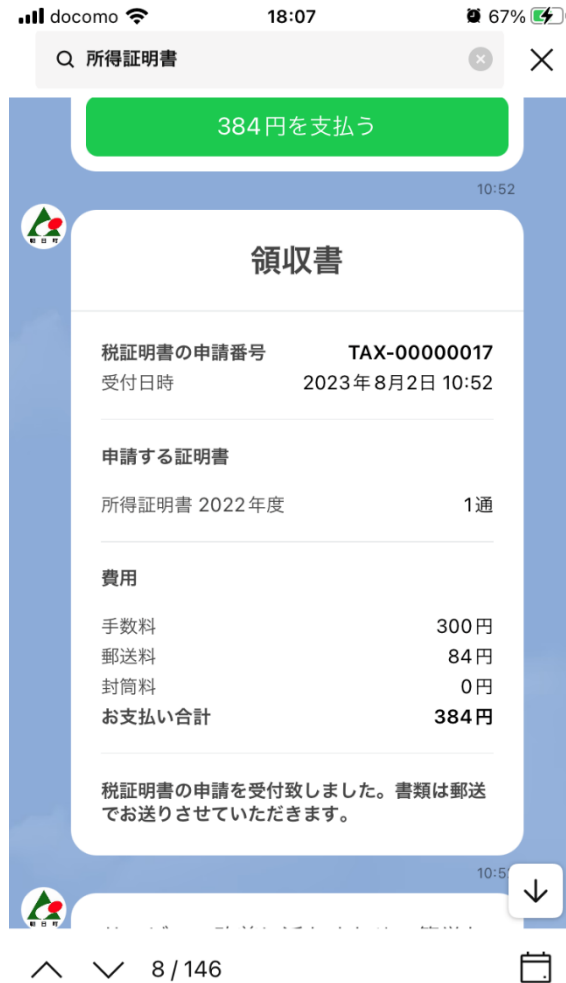 docomo 18:07 67%
所得証明書
384円を支払う
10:52
朝日町
領収書
税証明書の申請番号 TAX-00000017
受付日時 2023年8月2日 10:52
申請する証明書
所得証明書 2022年度 1通
費用
手数料 300円
郵送料 84円
封筒料 0円
お支払い合計 384円
税証明書の申請を受付致しました。書類は郵送
でお送りさせていただきます。
朝日町
8/146